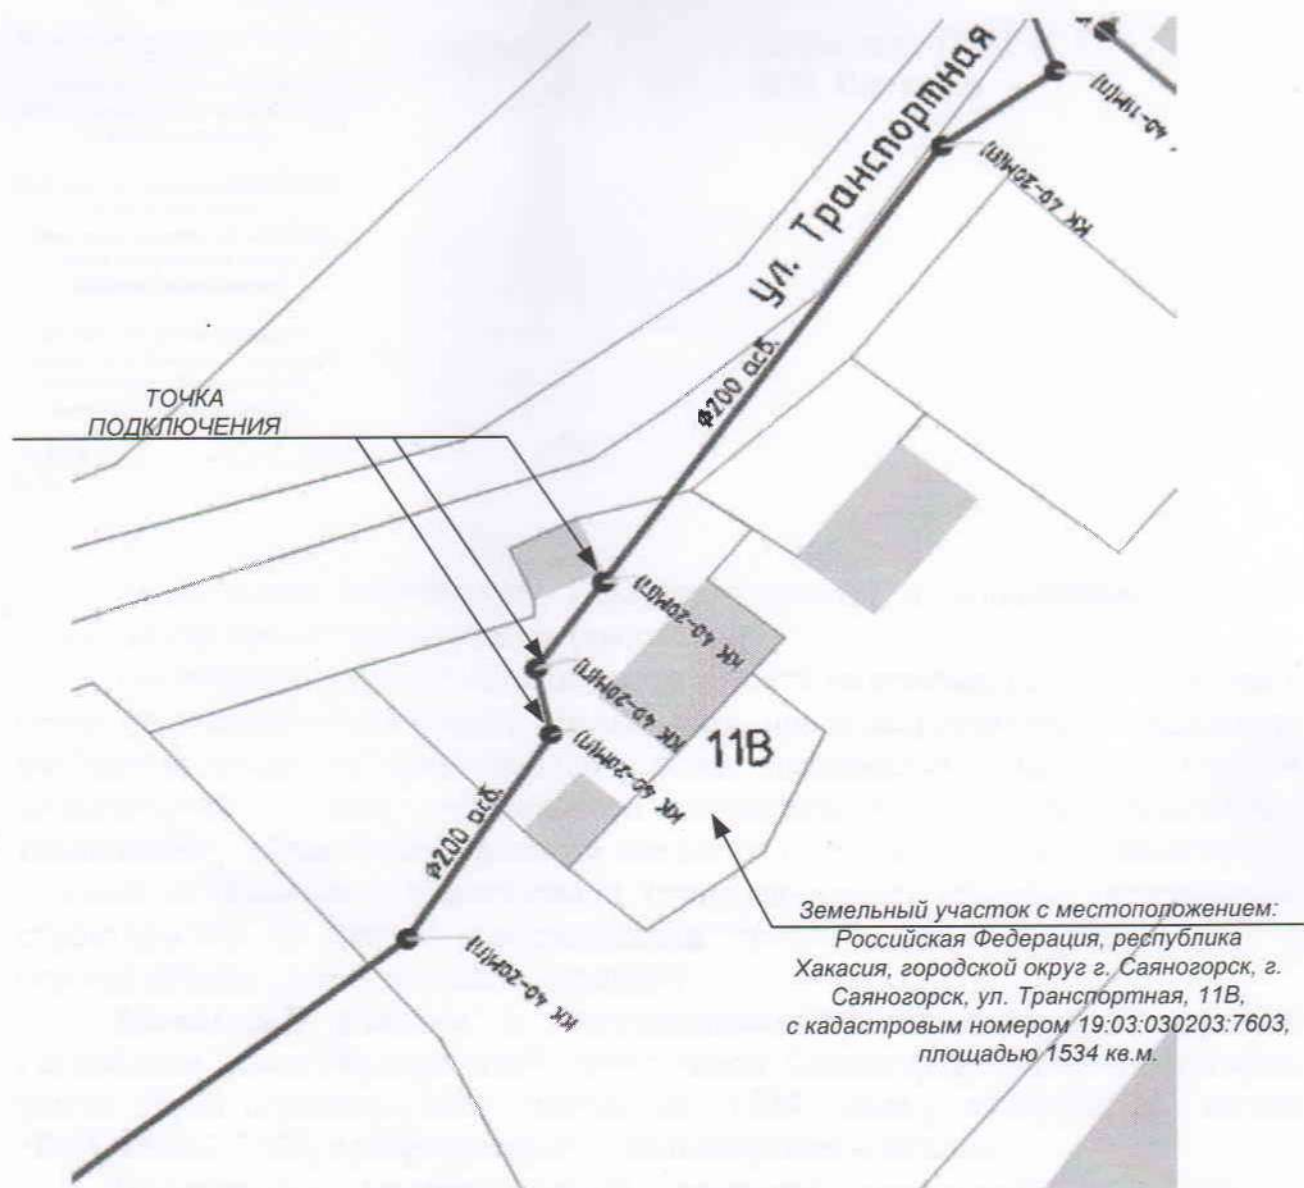 ул. Транспортная
40-11М(П)
КК 40-20М(П)
Ф200 асб.
ТОЧКА
ПОДКЛЮЧЕНИЯ
КК 40-20М(П)
КК 40-20М(П)
КК 40-20М(П)
11В
Ф200 асб.
КК 40-20М(П)
Земельный участок с местоположением:
Российская Федерация, республика
Хакасия, городской округ г. Саяногорск, г.
Саяногорск, ул. Транспортная, 11В,
с кадастровым номером 19:03:030203:7603,
площадью 1534 кв.м.